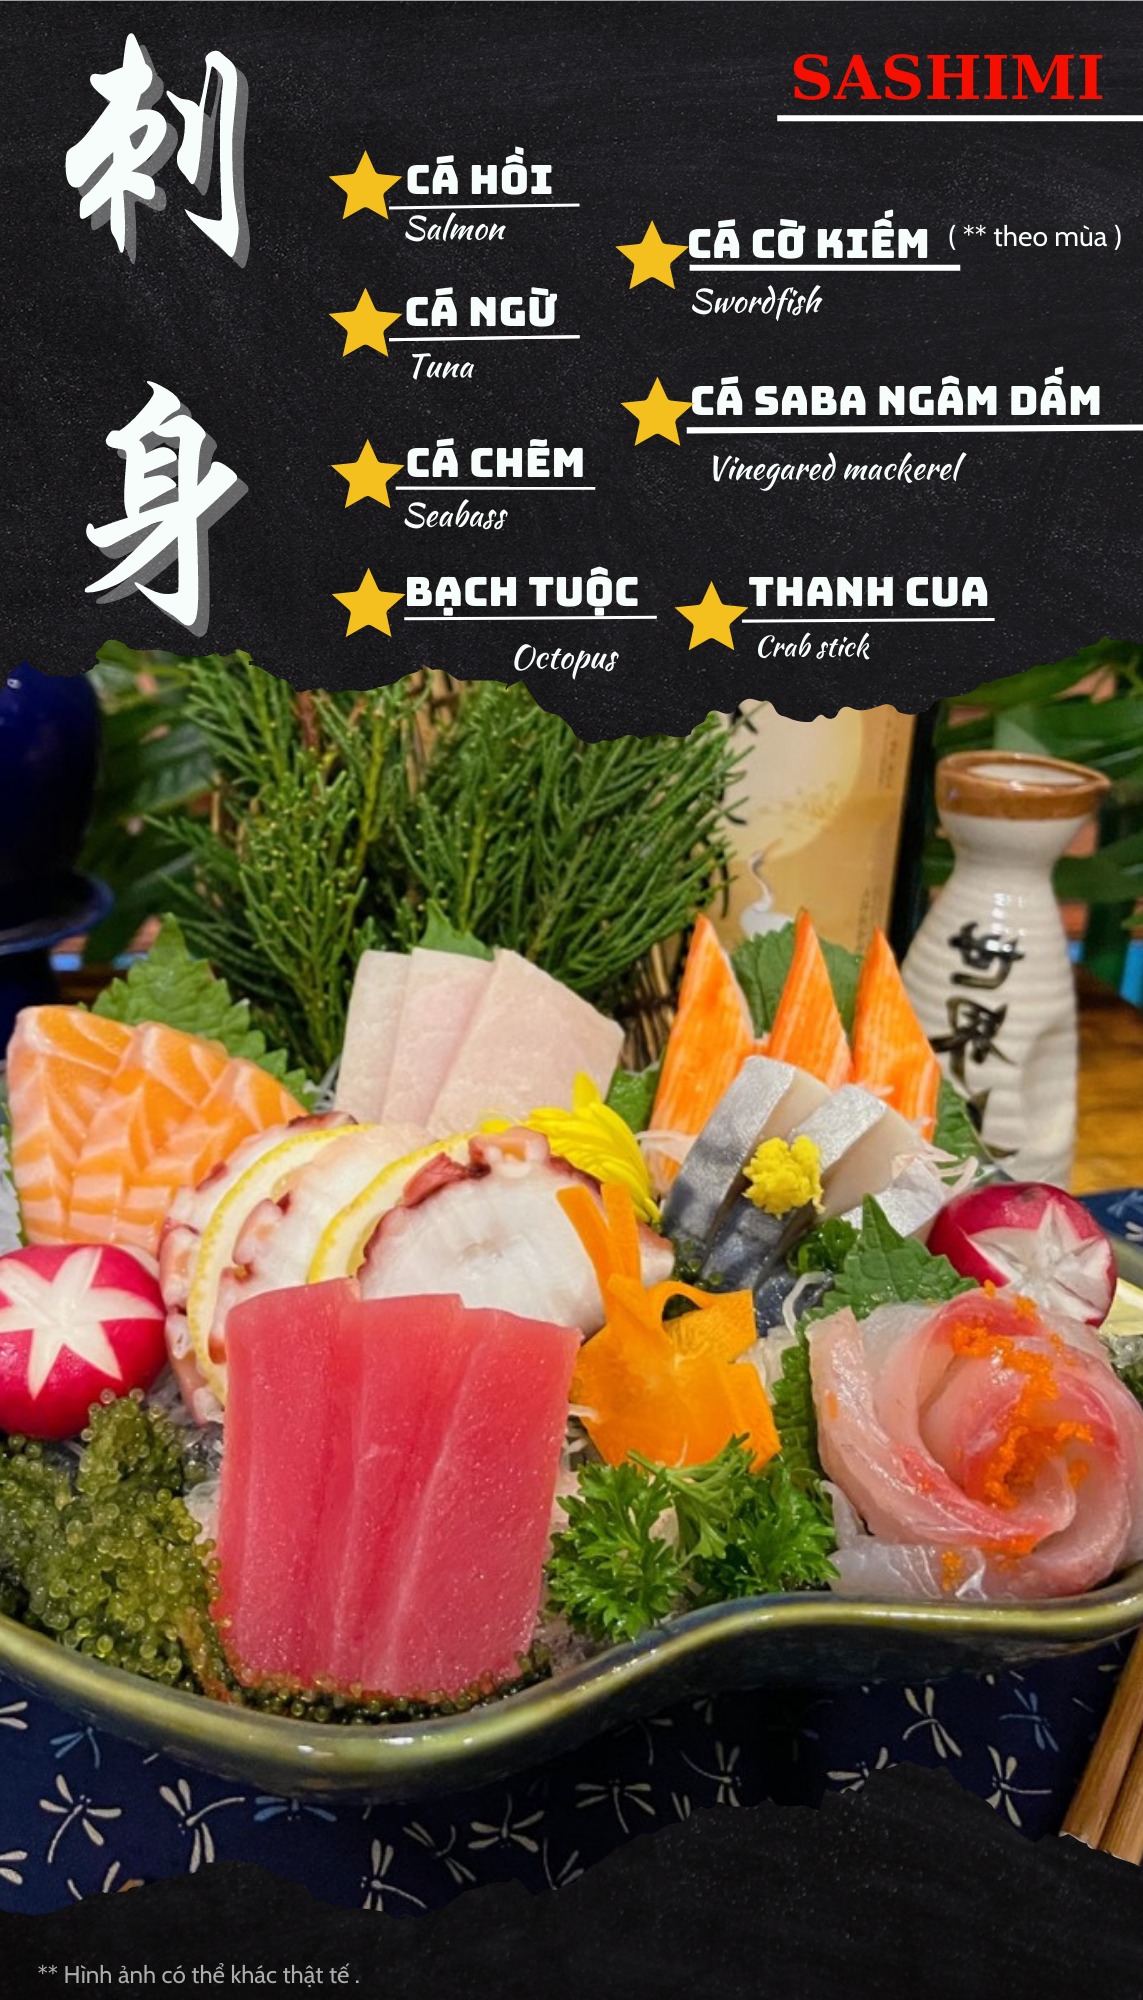 刺身
SASHIMI
CÁ HỒI
Salmon
CÁ NGỪ
Tuna
CÁ CHẼM
Seabass
BẠCH TUỘC
Octopus
CÁ CỜ KIẾM ( ** theo mùa )
Swordfish
CÁ SABA NGÂM DẤM
Vinegared mackerel
THANH CUA
Crab stick
** Hình ảnh có thể khác thật tế .